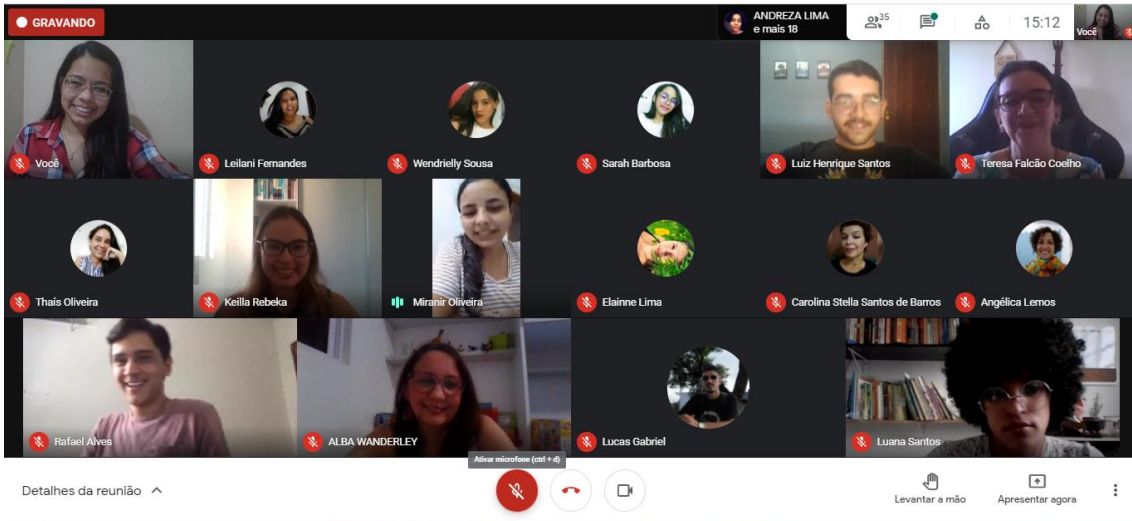 GRAVANDO
ANDREZA LIMA
e mais 18
35
15:12
Você
Você
Leilani Fernandes
Wendrielly Sousa
Sarah Barbosa
Luiz Henrique Santos
Teresa Falcão Coelho
Thaís Oliveira
Keilla Rebeka
Miranir Oliveira
Elainne Lima
Carolina Stella Santos de Barros
Angélica Lemos
Rafael Alves
ALBA WANDERLEY
Lucas Gabriel
Luana Santos
Ativar microfone (ctrl + d)
Detalhes da reunião
Levantar a mão
Apresentar agora